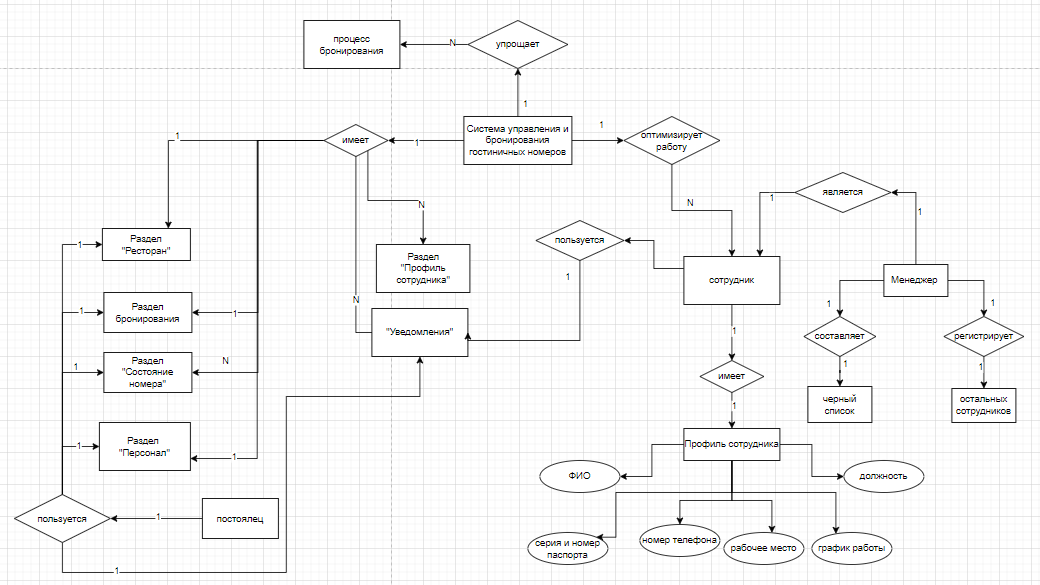 процесс
бронирования
N
упрощает
1
Система управления и
бронирования
гостиничных номеров
1
оптимизирует
работу
1
имеет
1
N
является
1
1
N
Раздел
"Ресторан"
1
Раздел
"Профиль
сотрудника"
пользуется
1
сотрудник
Менеджер
Раздел
бронирования
1
1
N
"Уведомления"
1
1
1
составляет
регистрирует
Раздел
"Состояние
номера"
1
N
имеет
1
1
1
черный
список
остальных
сотрудников
Раздел
"Персонал"
1
1
Профиль сотрудника
ФИО
должность
пользуется
1
постоялец
серия и номер
паспорта
номер телефона
рабочее место
график работы
1